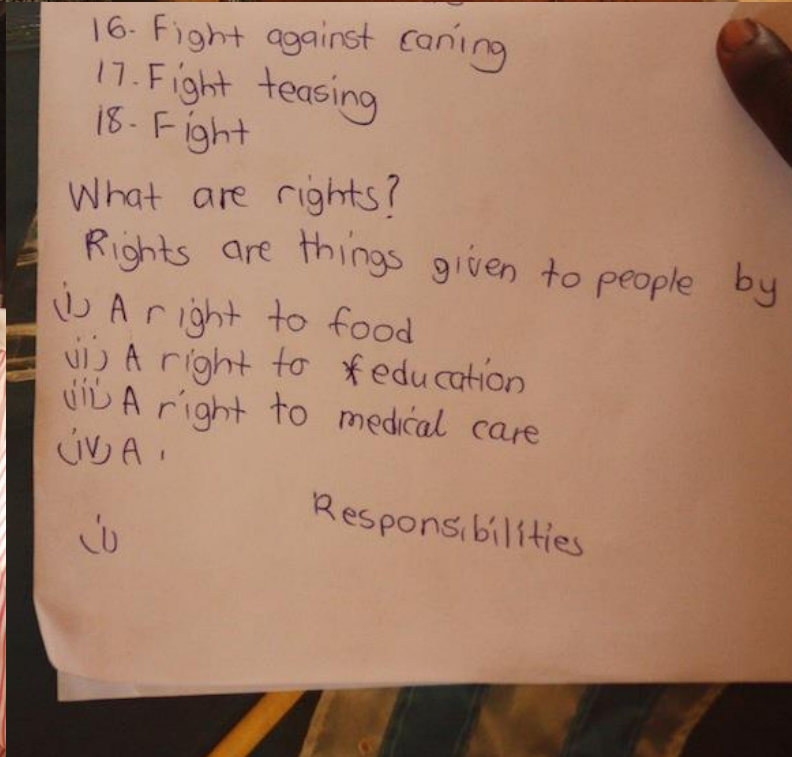 16. Fight against caning
17. Fight teasing
18. Fight
What are rights?
Rights are things given to people by
(i) A right to food
(ii) A right to education
(iii) A right to medical care
(iv) A
Responsibilities
(i)